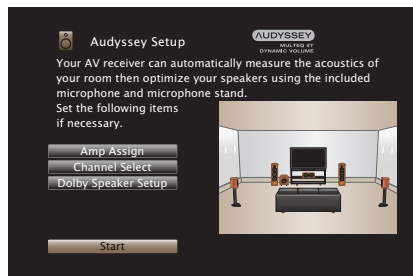 Audyssey Setup
AUDYSSEY
MULTEQ XT
DYNAMIC VOLUME
Your AV receiver can automatically measure the acoustics of
your room then optimize your speakers using the included
microphone and microphone stand.
Set the following items
if necessary.
Amp Assign
Channel Select
Dolby Speaker Setup
Start